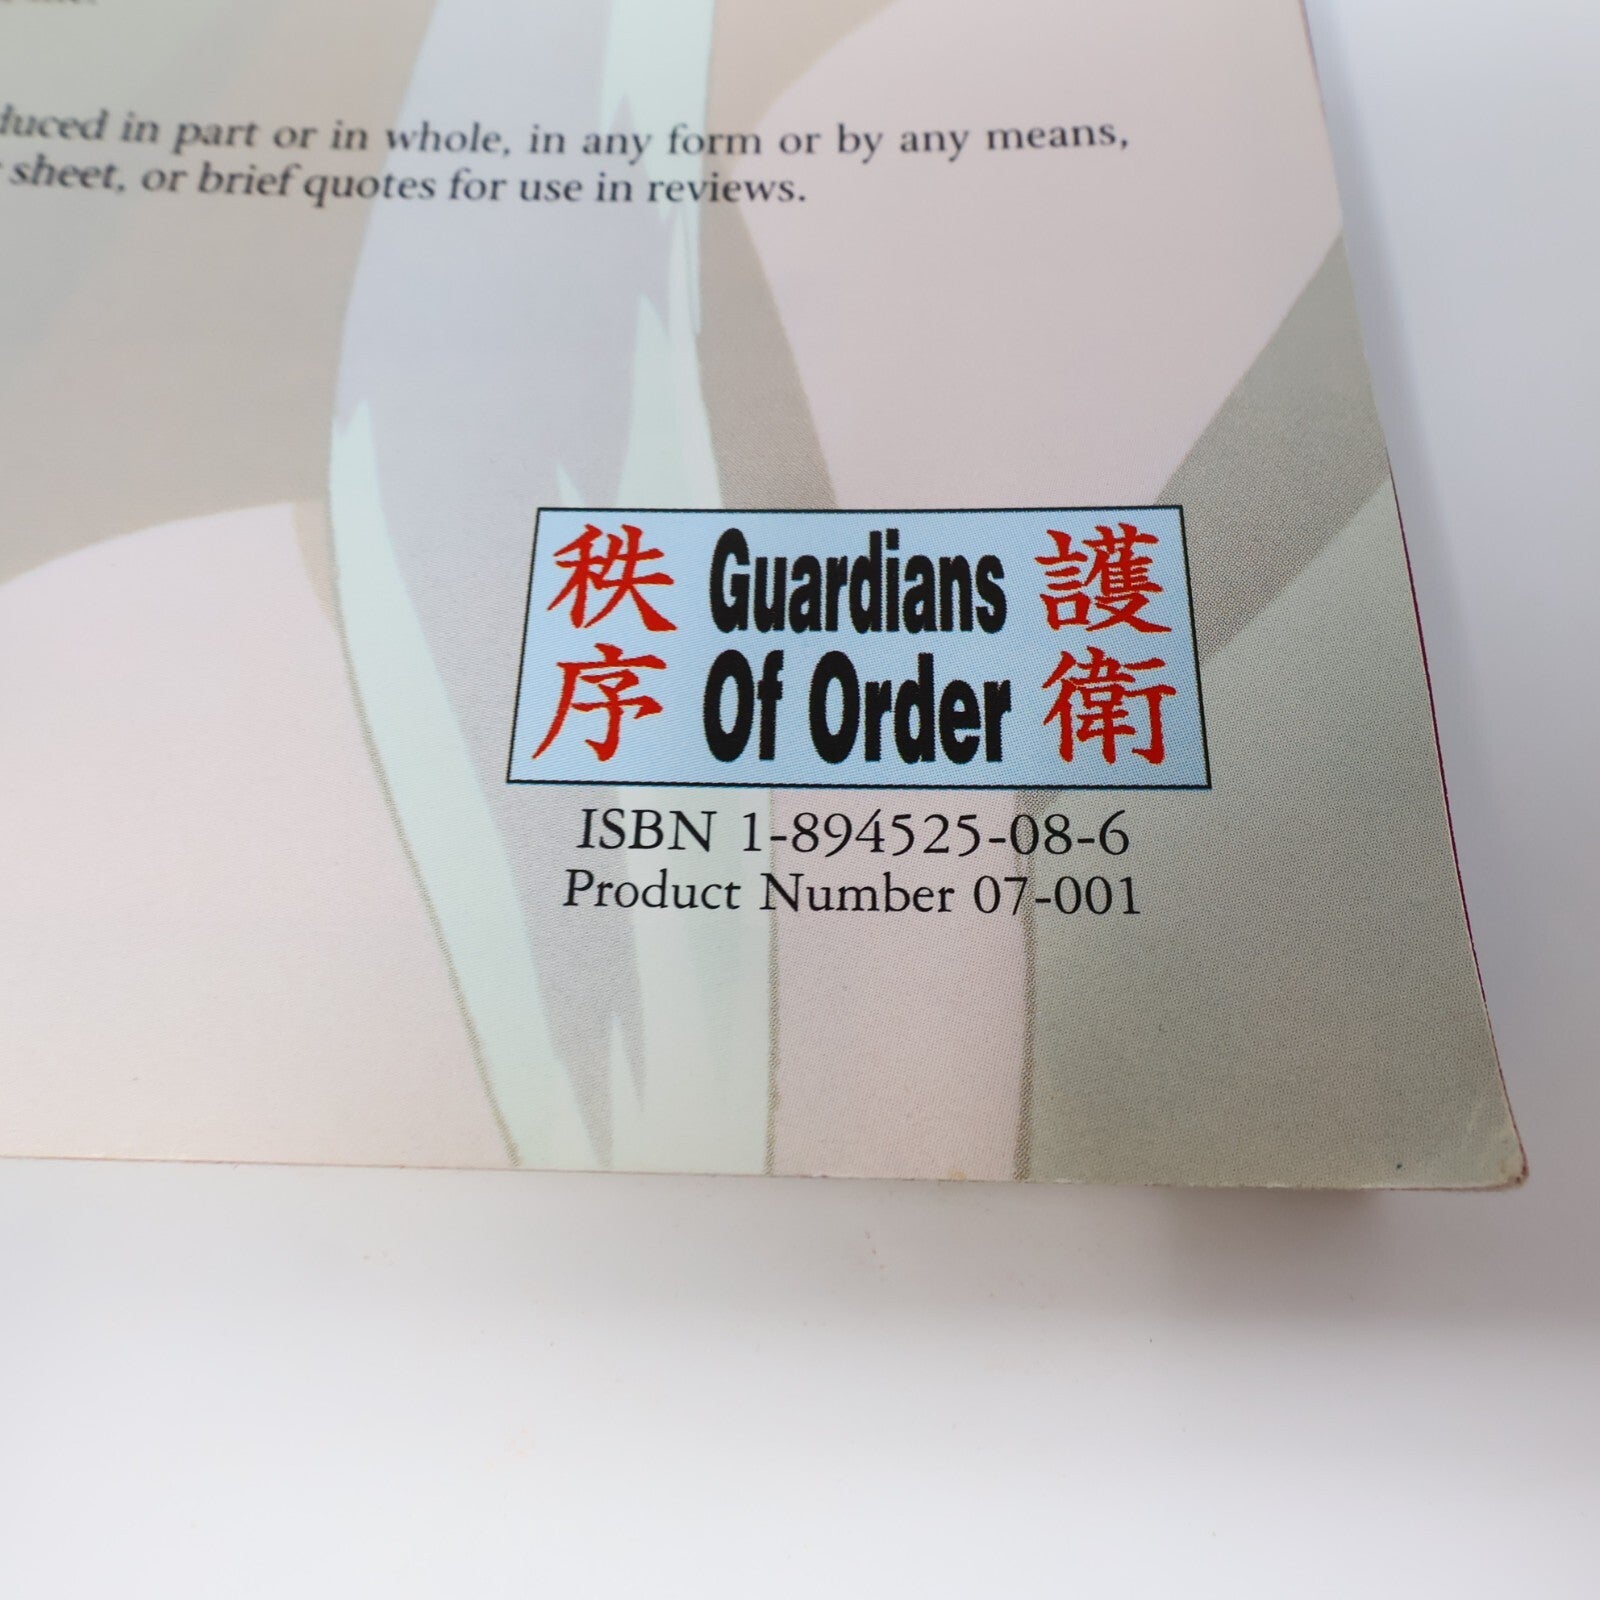 duced in part or in whole, in any form or by any means,
sheet, or brief quotes for use in reviews.
秩序
Guardians
Of Order
護衛
ISBN 1-894525-08-6
Product Number 07-001